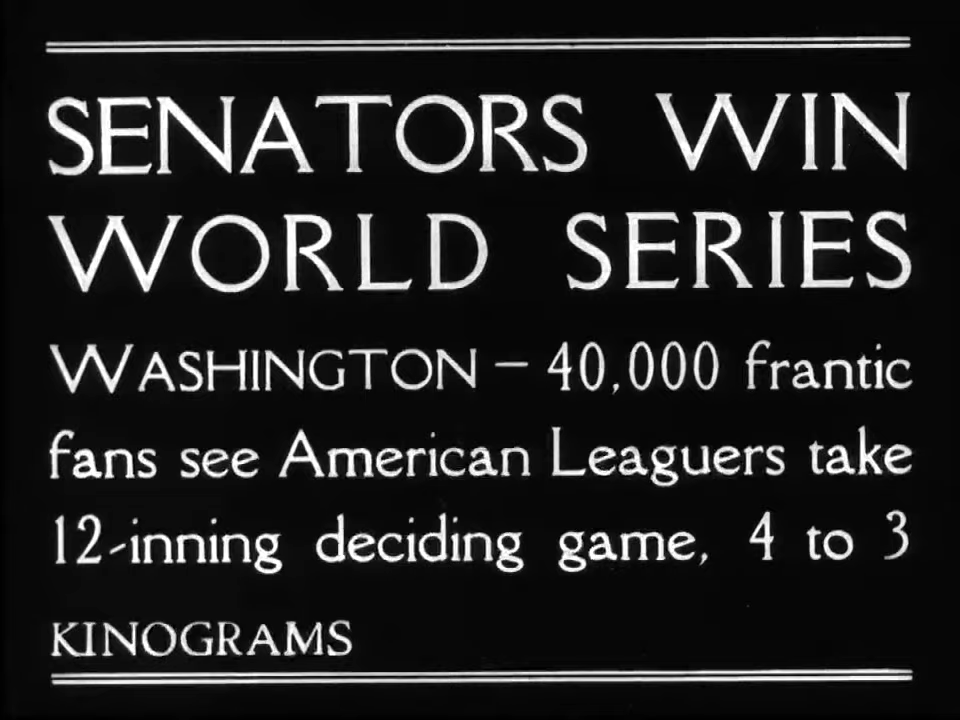 SENATORS WIN
WORLD SERIES
WASHINGTON – 40,000 frantic
fans see American Leaguers take
12-inning deciding game, 4 to 3
KINOGRAMS